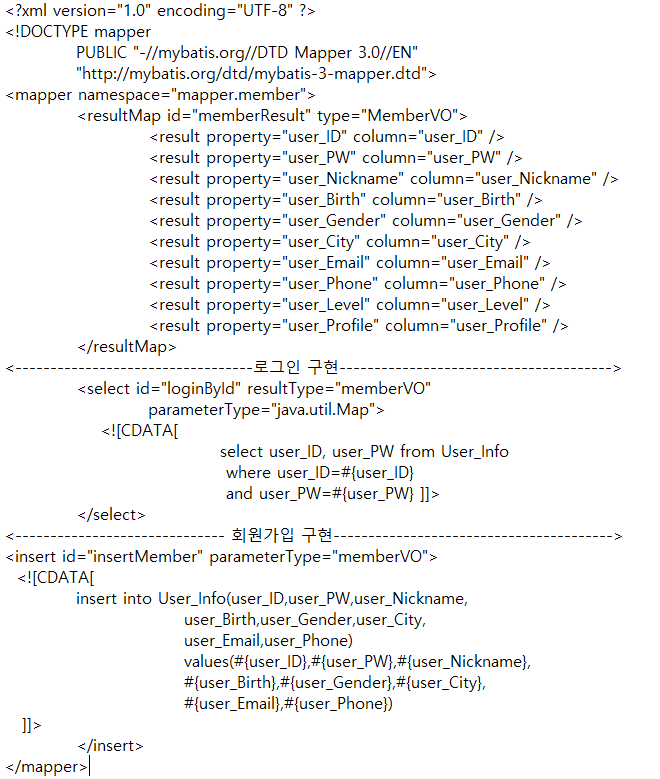 <?xml version="1.0" encoding="UTF-8" ?>
<!DOCTYPE mapper
PUBLIC "-//mybatis.org//DTD Mapper 3.0//EN"
"http://mybatis.org/dtd/mybatis-3-mapper.dtd">
<mapper namespace="mapper.member">
<resultMap id="memberResult" type="MemberVO">
<result property="user_ID" column="user_ID" />
<result property="user_PW" column="user_PW" />
<result property="user_Nickname" column="user_Nickname" />
<result property="user_Birth" column="user_Birth" />
<result property="user_Gender" column="user_Gender" />
<result property="user_City" column="user_City" />
<result property="user_Email" column="user_Email" />
<result property="user_Phone" column="user_Phone" />
<result property="user_Level" column="user_Level" />
<result property="user_Profile" column="user_Profile" />
</resultMap>
<----------------------------------로그인 구현--------------------------------------->
<select id="loginById" resultType="memberVO"
parameterType="java.util.Map">
<![CDATA[
select user_ID, user_PW from User_Info
where user_ID=#{user_ID}
and user_PW=#{user_PW} ]]>
</select>
<------------------------------ 회원가입 구현---------------------------------------->
<insert id="insertMember" parameterType="memberVO">
<![CDATA[
insert into User_Info(user_ID,user_PW,user_Nickname,
user_Birth,user_Gender,user_City,
user_Email,user_Phone)
values(#{user_ID},#{user_PW},#{user_Nickname},
#{user_Birth},#{user_Gender},#{user_City},
#{user_Email},#{user_Phone})
]]>
</insert>
</mapper>